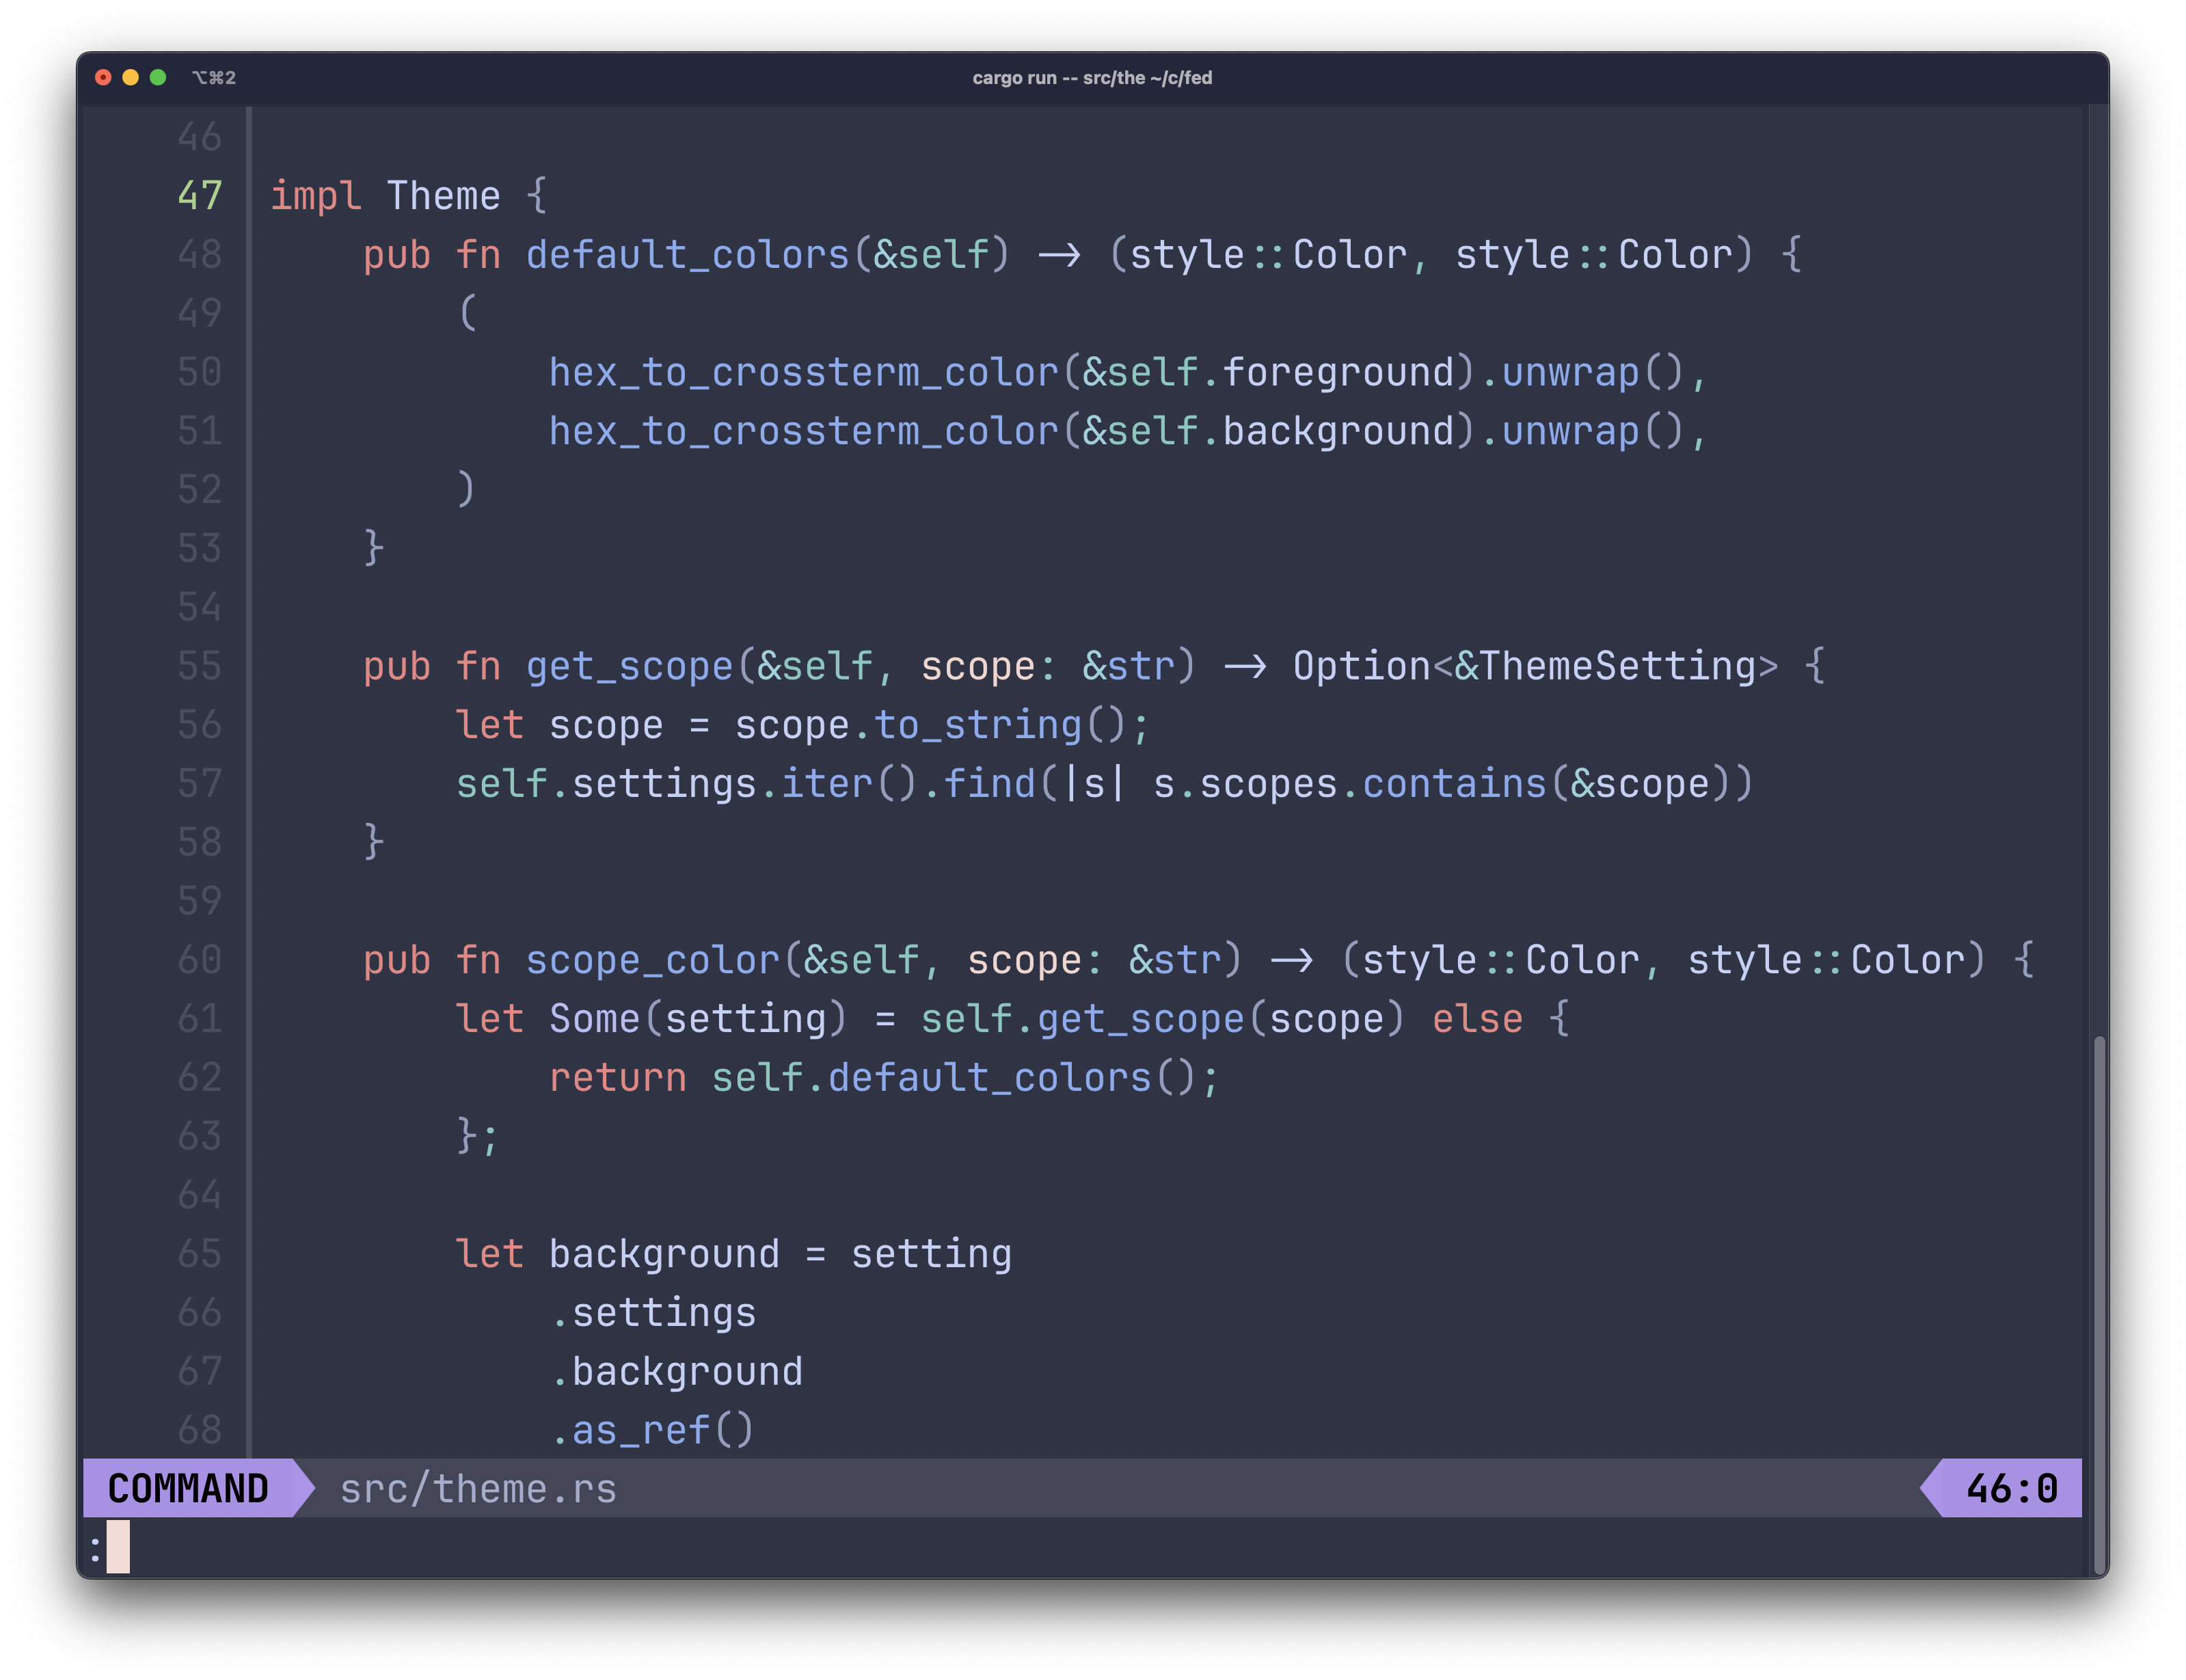 ⌥⌘2 cargo run -- src/the ~/c/fed
46
47 impl Theme {
48     pub fn default_colors(&self) -> (style::Color, style::Color) {
49         (
50             hex_to_crossterm_color(&self.foreground).unwrap(),
51             hex_to_crossterm_color(&self.background).unwrap(),
52         )
53     }
54
55     pub fn get_scope(&self, scope: &str) -> Option<&ThemeSetting> {
56         let scope = scope.to_string();
57         self.settings.iter().find(|s| s.scopes.contains(&scope))
58     }
59
60     pub fn scope_color(&self, scope: &str) -> (style::Color, style::Color) {
61         let Some(setting) = self.get_scope(scope) else {
62             return self.default_colors();
63         };
64
65         let background = setting
66             .settings
67             .background
68             .as_ref()
COMMAND src/theme.rs 46:0
: